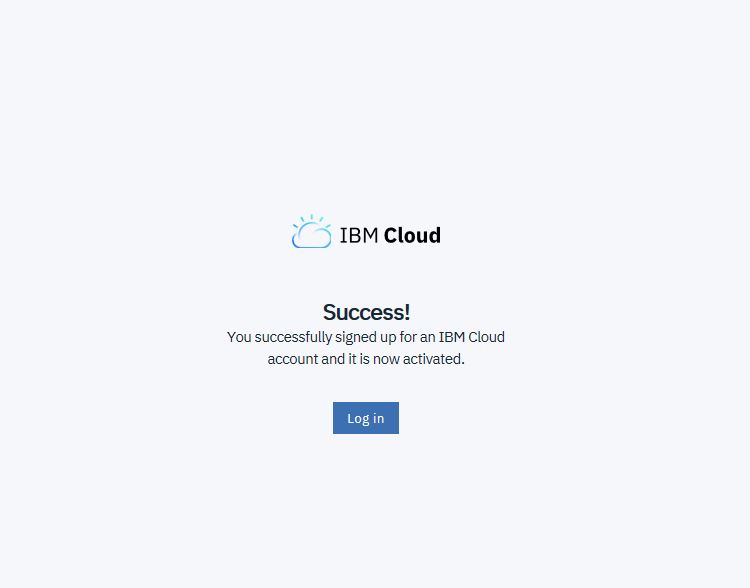 IBM Cloud
Success!
You successfully signed up for an IBM Cloud
account and it is now activated.
Log in